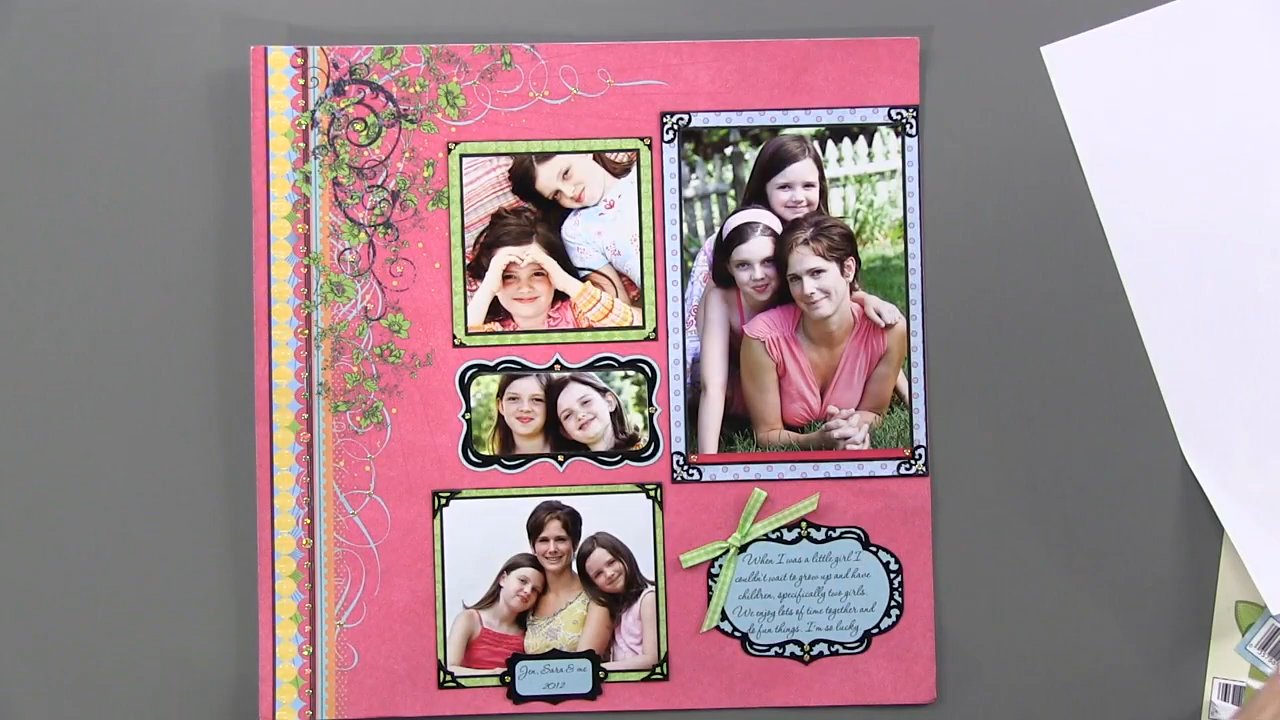 When I was a little girl I
couldn't wait to grow up and have
children, specifically two girls.
We enjoy lots of time together and
do fun things. I'm so lucky.
Jen, Sara & me
2012